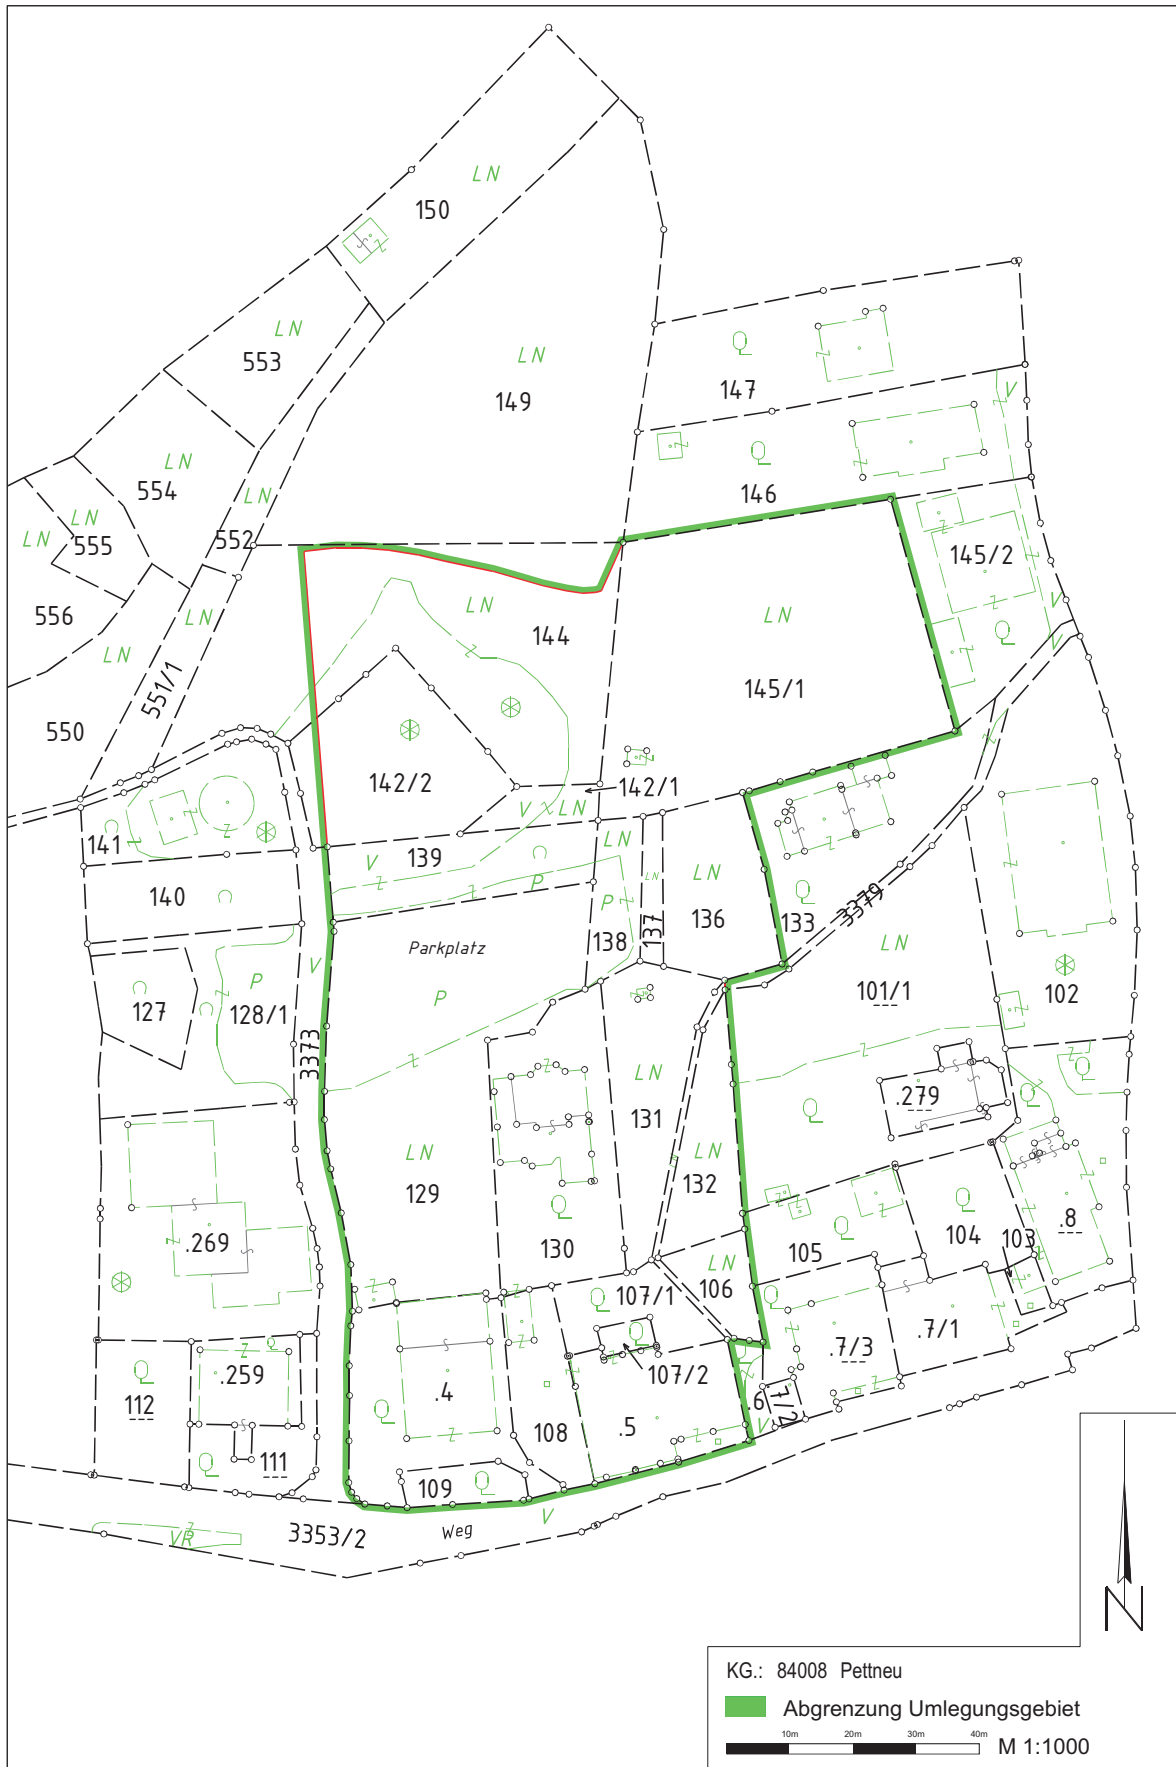 LN
150
LN
553
LN
149
Q
147
V
LN
554
LN
LN
555
LN
552
Q
146
145/2
V
V
Q
556
LN
LN
LN
144
LN
551/1
145/1
550
142/2
142/1
V
LN
141
139
V
LN
P
LN
LN
140
P
136
137
138
133
Q
3379
Parkplatz
LN
V
P
P
127
128/1
3373
101/1
102
LN
131
.279
Q
Q
Q
LN
129
LN
132
Q
130
Q
105
Q
104
103
.8
.269
LN
106
107/1
Q
Q
107/2
Q
.7/3
.7/1
Q
112
.259
Q
.4
Q
108
.5
.6
7/2
V
Q
111
109
Q
V
VR
3353/2
Weg
N
KG.: 84008 Pettneu
Abgrenzung Umlegungsgebiet
10m 20m 30m 40m
M 1:1000